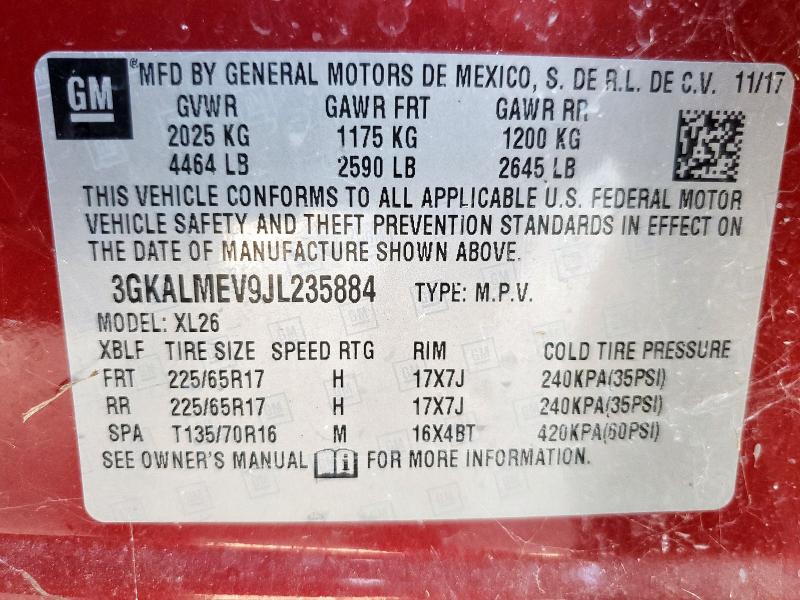 GM ® MFD BY GENERAL MOTORS DE MEXICO, S. DE R.L. DE C.V. 11/17
GVWR GAWR FRT GAWR RR
2025 KG 1175 KG 1200 KG
4464 LB 2590 LB 2645 LB
THIS VEHICLE CONFORMS TO ALL APPLICABLE U.S. FEDERAL MOTOR
VEHICLE SAFETY AND THEFT PREVENTION STANDARDS IN EFFECT ON
THE DATE OF MANUFACTURE SHOWN ABOVE.
3GKALMEV9JL235884 TYPE: M.P.V.
MODEL: XL26
XBLF TIRE SIZE SPEED RTG RIM COLD TIRE PRESSURE
FRT 225/65R17 H 17X7J 240KPA(35PSI)
RR 225/65R17 H 17X7J 240KPA(35PSI)
SPA T135/70R16 M 16X4BT 420KPA(60PSI)
SEE OWNER'S MANUAL i FOR MORE INFORMATION.